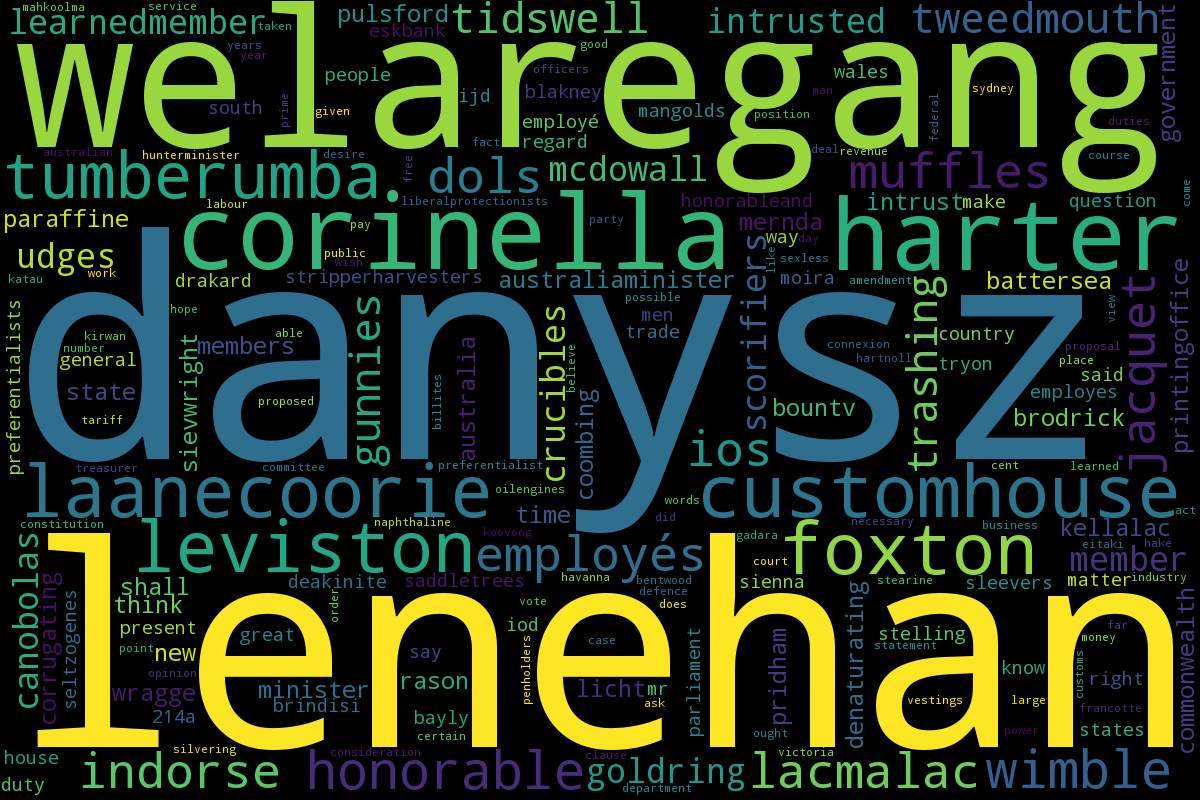 mahkoolma service
learnedmember taken pulsford eskbank tidswell intrusted tweedmouth
welaregang
years year people good officers wales man sydney federal government
south prime given ijd blakney employé regard mangolds position duties
australian hunterminister desire free fact deal revenue course come
tumberumba dols mcdowall muffles
liberalprotectionists honorableand intrust make question
paraffine labour corinella party mernda way day harter
udges pay public wish sexless like
katau work drakard stripperharvesters australiaminister scorifiers moira amendment battersea jacquet printingoffice
danysz
preferentialists hope possible men trade trashing country view
kirwan number general members able gunnies crucibles believe connexion hartnoll proposal place
state sievwright australia tryon said employes
tariff proposed billites coombing bountv brodrick
ios
treasurer committee preferentialist cent learned
laanecoorie oilengines words customhouse act
constitution naphthaline time did necessary business kellalac
leviston koovong employés gadara court foxton eitaki hake member
canobolas corrugating seltzogenes shall deakinite saddletrees havanna bentwood defence does sienna stearine sleevers matter industry commonwealth
lenehan
think order vote
present great iod case parliament pridham denaturating stelling statement far money
point new say know customs right
opinion rason penholders licht mr ask
wragge minister vestings large francotte
214a brindisi bayly states
certain ought power
house silvering consideration clause victoria
duty indorse honorable goldring department lacmalac wimble